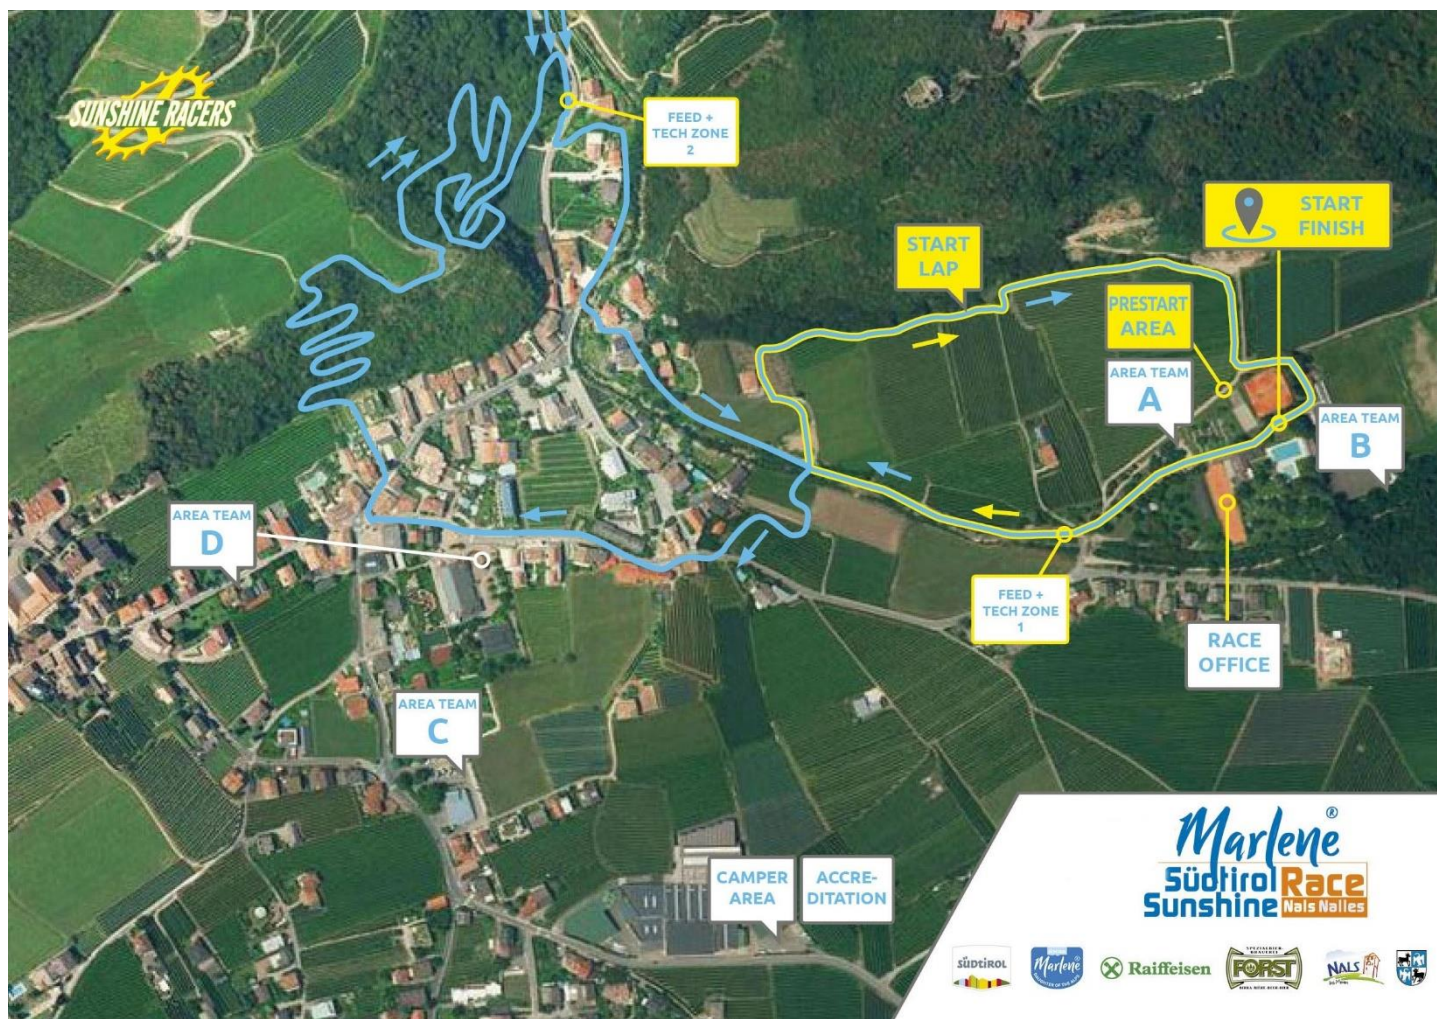 SUNSHINE RACERS
FEED +
TECH ZONE
2
START
FINISH
START
LAP
PRESTART
AREA
AREA TEAM
A
AREA TEAM
B
AREA TEAM
D
FEED +
TECH ZONE
1
RACE
OFFICE
AREA TEAM
C
CAMPER
AREA
ACCRE-
DITATION
Marlene®
Südtirol
Sunshine
Race
Nals Nalles
SÜDTIROL
Marlene
Raiffeisen
SPEZIALBIER-
BRAUEREI
FORST
NALS